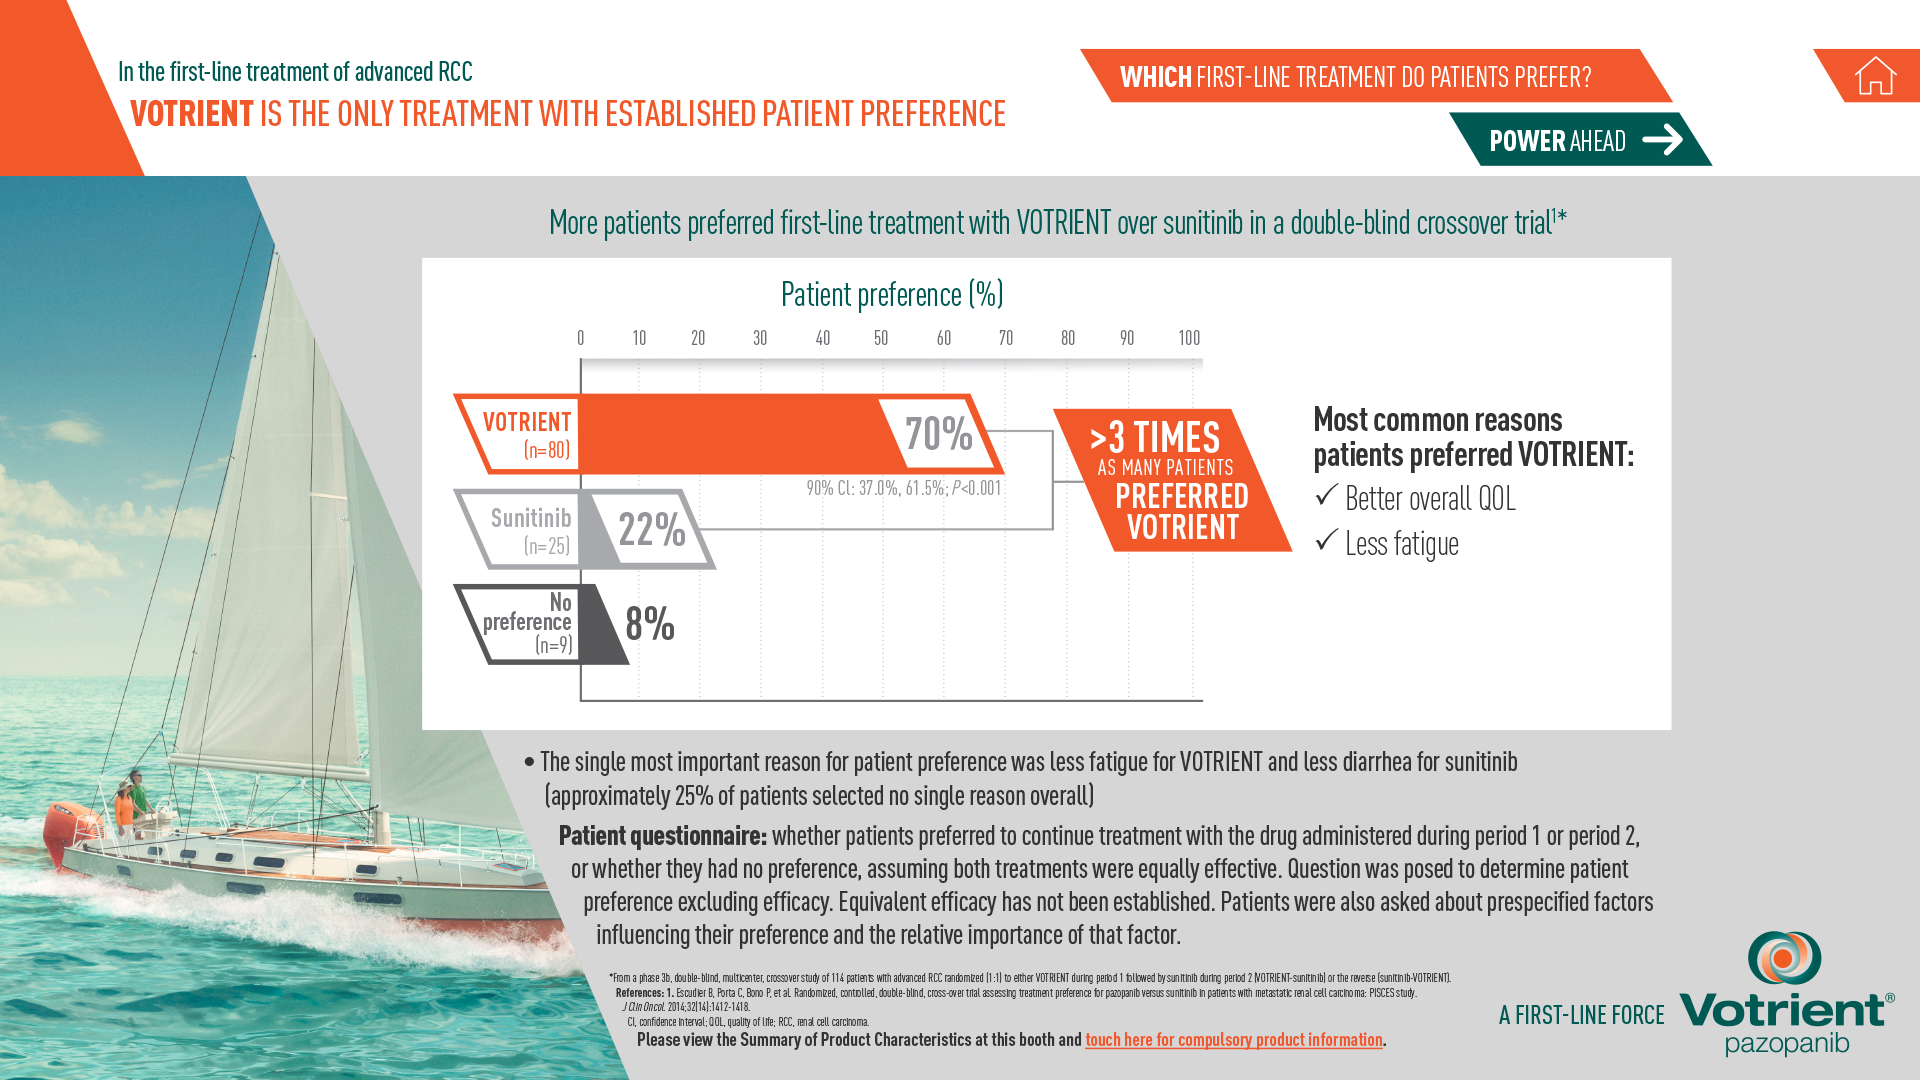 In the first-line treatment of advanced RCC
VOTRIENT IS THE ONLY TREATMENT WITH ESTABLISHED PATIENT PREFERENCE
WHICH FIRST-LINE TREATMENT DO PATIENTS PREFER?
POWER AHEAD
More patients preferred first-line treatment with VOTRIENT over sunitinib in a double-blind crossover trial¹*
Patient preference (%)
0 10 20 30 40 50 60 70 80 90 100
VOTRIENT
(n=80)
70%
90% CI: 37.0%, 61.5%; P<0.001
Sunitinib
(n=25)
22%
No
preference
(n=9)
8%
>3 TIMES
AS MANY PATIENTS
PREFERRED
VOTRIENT
Most common reasons
patients preferred VOTRIENT:
✓ Better overall QOL
✓ Less fatigue
• The single most important reason for patient preference was less fatigue for VOTRIENT and less diarrhea for sunitinib
(approximately 25% of patients selected no single reason overall)
Patient questionnaire: whether patients preferred to continue treatment with the drug administered during period 1 or period 2,
or whether they had no preference, assuming both treatments were equally effective. Question was posed to determine patient
preference excluding efficacy. Equivalent efficacy has not been established. Patients were also asked about prespecified factors
influencing their preference and the relative importance of that factor.
*From a phase 3b, double-blind, multicenter, crossover study of 114 patients with advanced RCC randomized (1:1) to either VOTRIENT during period 1 followed by sunitinib during period 2 (VOTRIENT-sunitinib) or the reverse (sunitinib-VOTRIENT).
References: 1. Escudier B, Porta C, Bono P, et al. Randomized, controlled, double-blind, cross-over trial assessing treatment preference for pazopanib versus sunitinib in patients with metastatic renal cell carcinoma: PISCES study.
J Clin Oncol. 2014;32(14):1412-1418.
CI, confidence interval; QOL, quality of life; RCC, renal cell carcinoma.
Please view the Summary of Product Characteristics at this booth and touch here for compulsory product information.
A FIRST-LINE FORCE
Votrient®
pazopanib